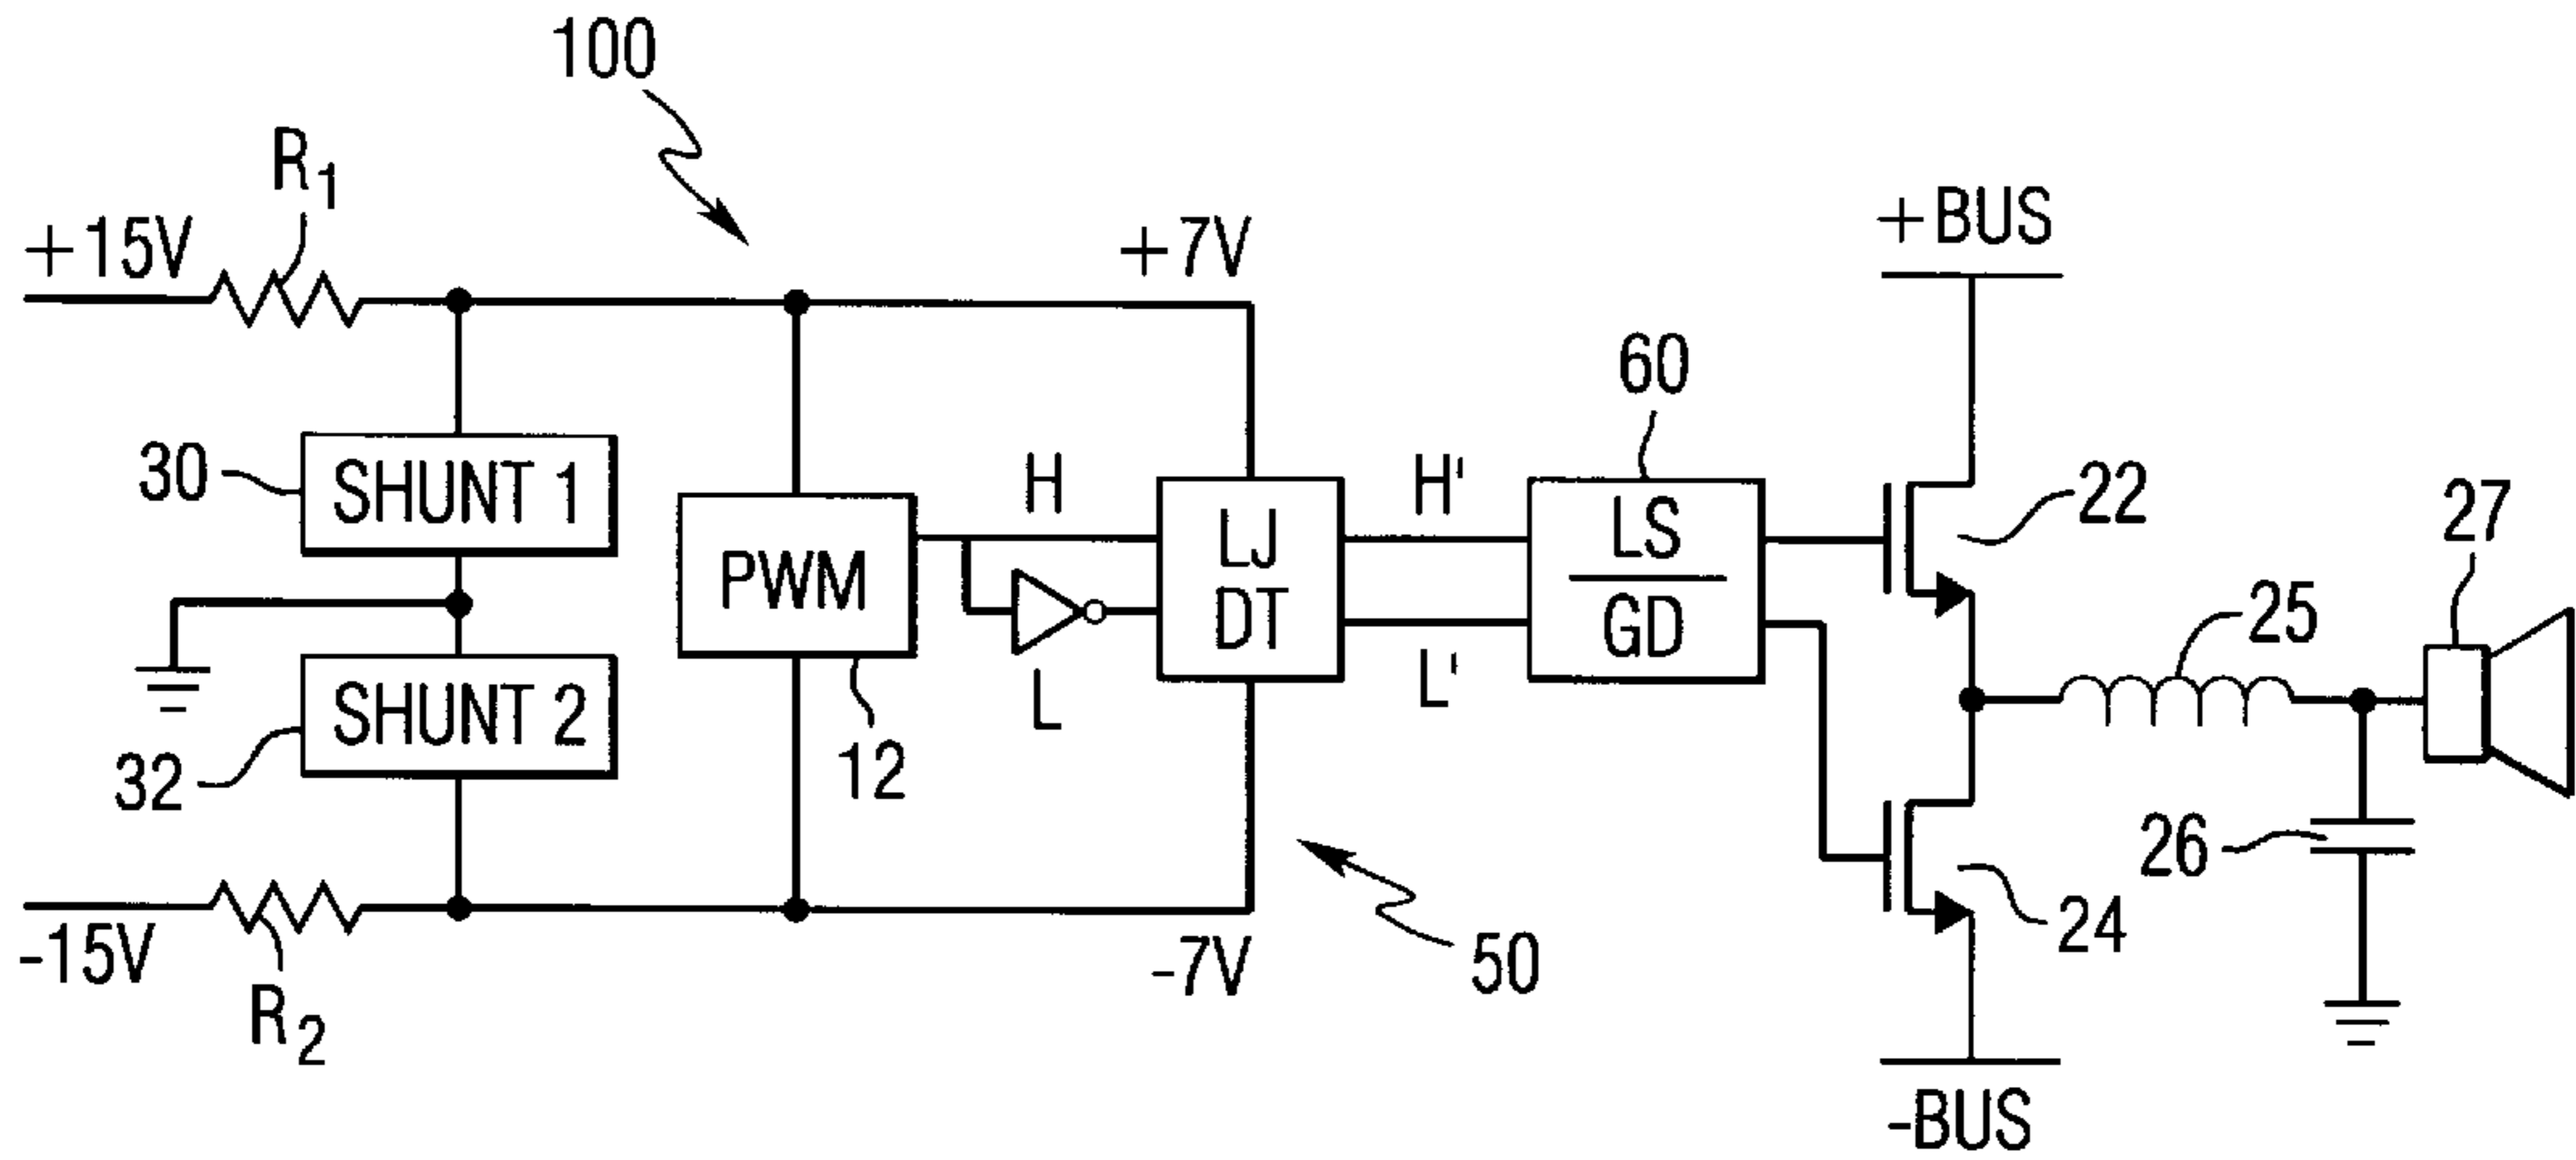 100
R1
+15V
+7V
+BUS
60
30
SHUNT 1
H
H'
22
27
PWM
LJ
DT
LS
GD
25
SHUNT 2
L
L'
32
12
26
24
-15V
-7V
50
R2
-BUS